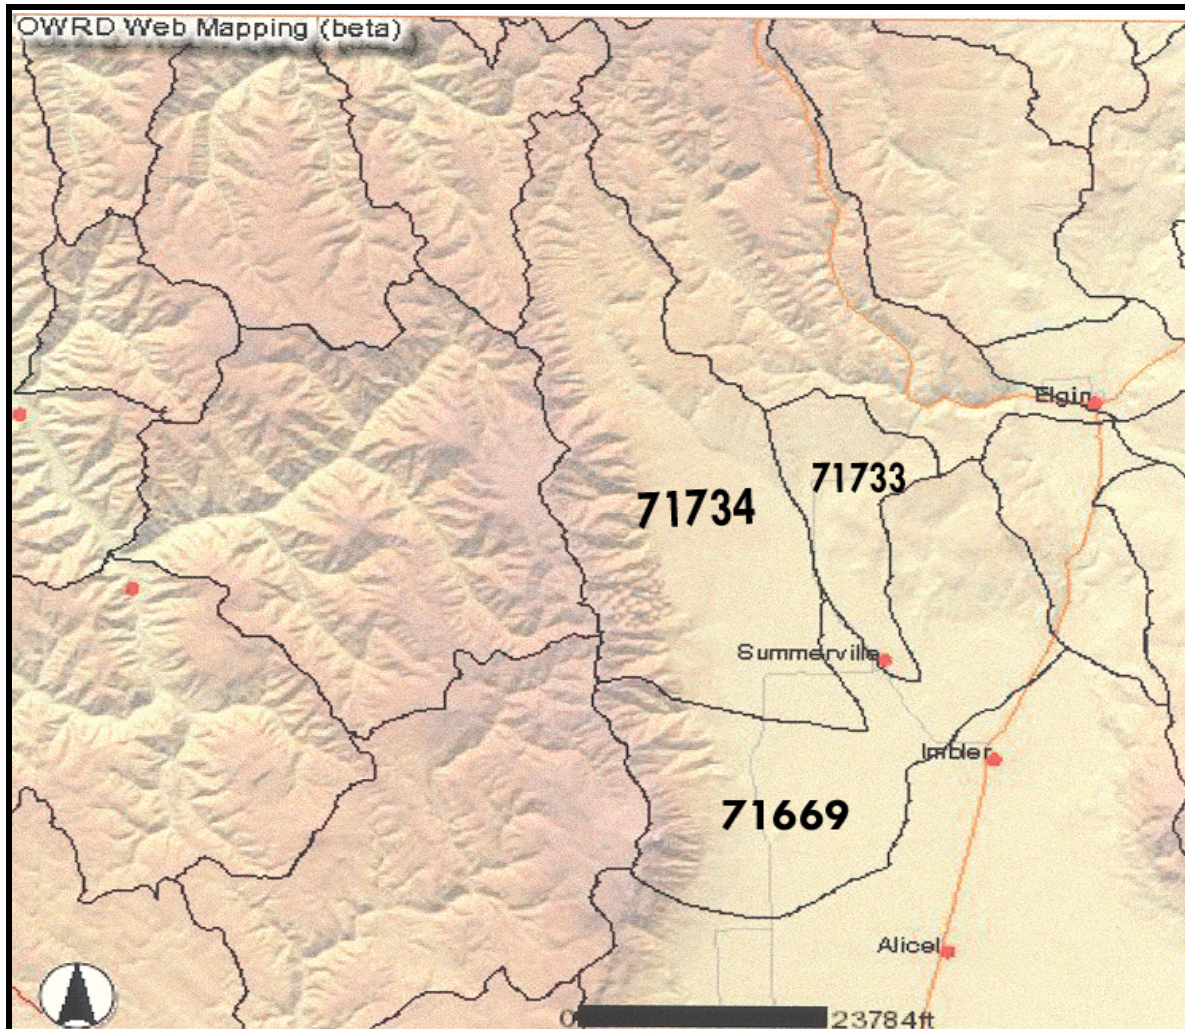 OWRD Web Mapping (beta)
Elgin
71733
71734
Summerville
Imbler
71669
Alicel
0 23784ft